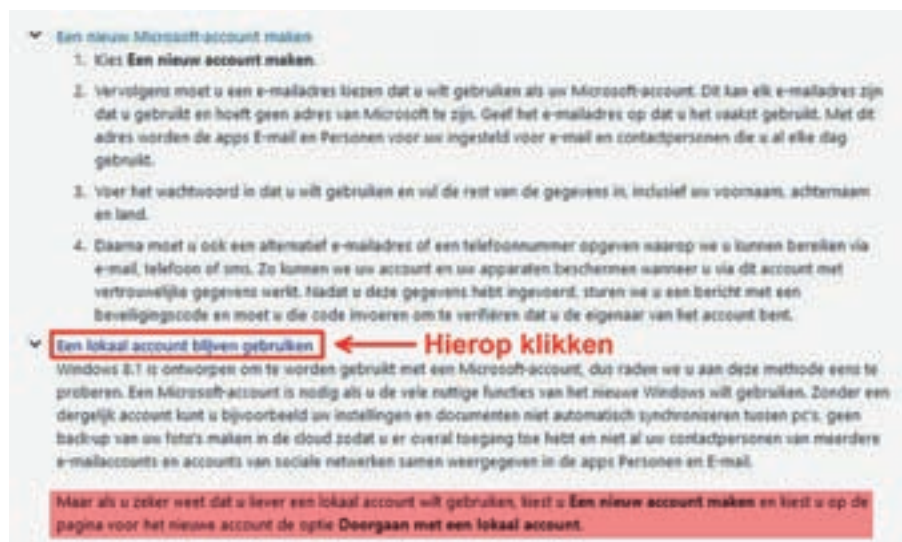 Een nieuw Microsoft-account maken
1. Kies Een nieuw account maken.
2. Vervolgens moet u een e-mailadres kiezen dat u wilt gebruiken als uw Microsoft-account. Dit kan elk e-mailadres zijn
dat u gebruikt en hoeft geen adres van Microsoft te zijn. Geef het e-mailadres op dat u het vaakst gebruikt. Met dit
adres worden de apps E-mail en Personen voor uw ingesteld voor e-mail en contactpersonen die u al elke dag
gebruikt.
3. Voer het wachtwoord in dat u wilt gebruiken en vul de rest van de gegevens in, inclusief uw voornaam, achternaam
en land.
4. Daarna moet u ook een alternatief e-mailadres of een telefoonnummer opgeven waarop we u kunnen bereiken via
e-mail, telefoon of sms. Zo kunnen we uw account en uw apparaten beschermen wanneer u via dit account met
vertrouwelijke gegevens werkt. Nadat u deze gegevens hebt ingevoerd, sturen we u een bericht met een
beveiligingscode en moet u die code invoeren om te verifiëren dat u de eigenaar van het account bent.
Een lokaal account blijven gebruiken Hierop klikken
Windows 8.1 is ontworpen om te worden gebruikt met een Microsoft-account, dus raden we u aan deze methode eens te
proberen. Een Microsoft-account is nodig als u de vele nuttige functies van het nieuwe Windows wilt gebruiken. Zonder een
dergelijk account kunt u bijvoorbeeld uw instellingen en documenten niet automatisch synchroniseren tussen pc's, geen
back-up van uw foto's maken in de cloud zodat u er overal toegang toe hebt en niet al uw contactpersonen van meerdere
e-mailaccounts en accounts van sociale netwerken samen weergegeven in de apps Personen en E-mail.
Maar als u zeker weet dat u liever een lokaal account wilt gebruiken, kiest u Een nieuw account maken en kiest u op de
pagina voor het nieuwe account de optie Doorgaan met een lokaal account.